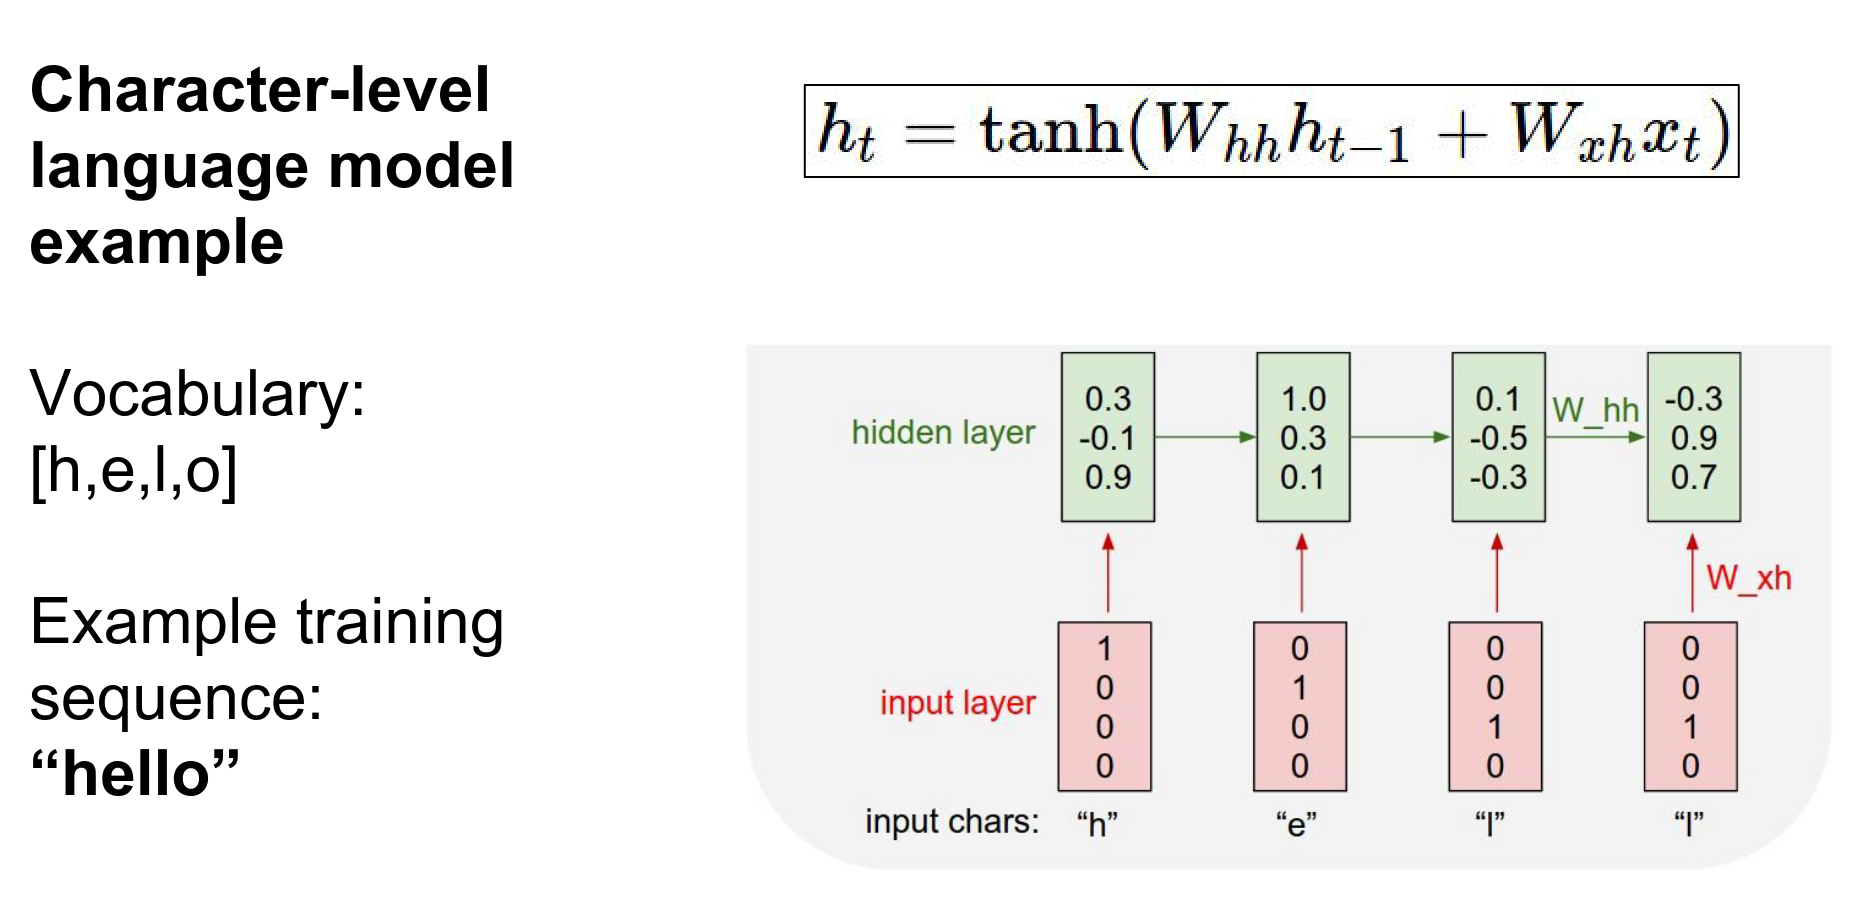 Character-level
language model
example
Vocabulary:
[h,e,l,o]
Example training
sequence:
“hello”
h_t = tanh(W_{hh}h_{t-1} + W_{xh}x_t)
hidden layer
0.3
-0.1
0.9
1.0
0.3
0.1
0.1
-0.5
-0.3
W_hh
-0.3
0.9
0.7
W_xh
input layer
1
0
0
0
0
1
0
0
0
0
1
0
0
0
1
0
input chars: “h” “e” “l” “l”